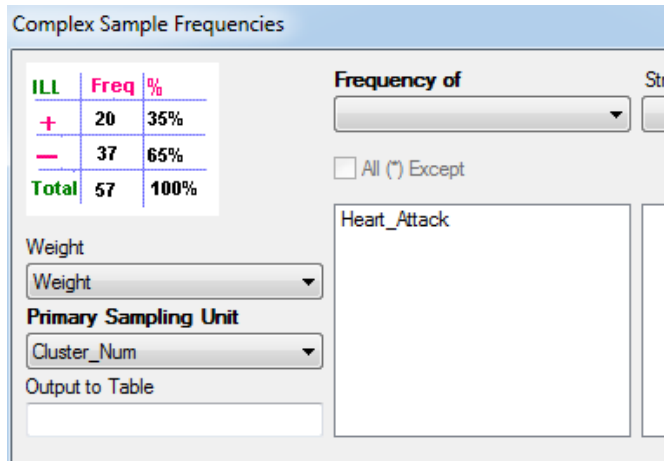 Complex Sample Frequencies
ILL Freq %
+ 20 35%
— 37 65%
Total 57 100%
Weight
Weight
Primary Sampling Unit
Cluster_Num
Output to Table
Frequency of
All (*) Except
Heart_Attack